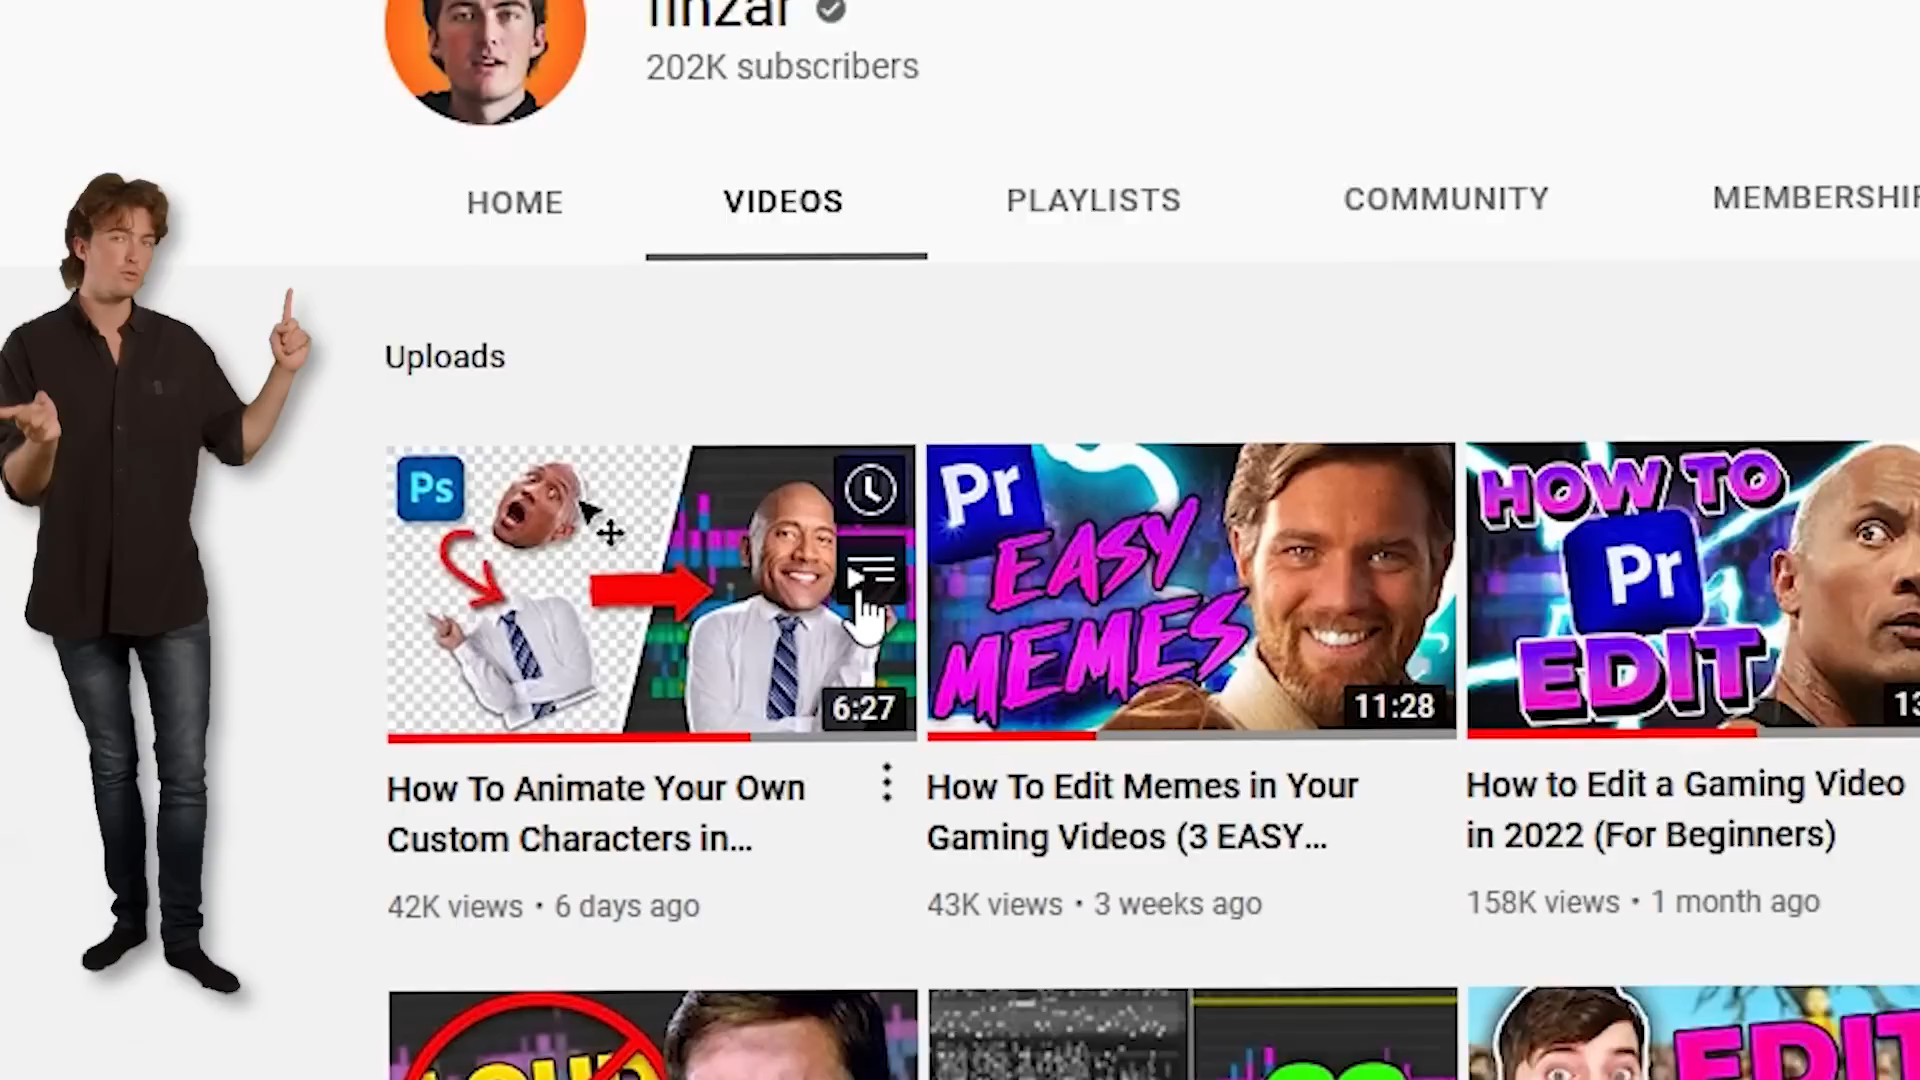 finzar
202K subscribers
HOME VIDEOS PLAYLISTS COMMUNITY
Uploads
Ps
6:27
Pr
EASY
MEMES
11:28
HOW TO
Pr
EDIT
How To Animate Your Own
Custom Characters in...
42K views • 6 days ago
How To Edit Memes in Your
Gaming Videos (3 EASY...
43K views • 3 weeks ago
How to Edit a Gaming Video
in 2022 (For Beginners)
158K views • 1 month ago